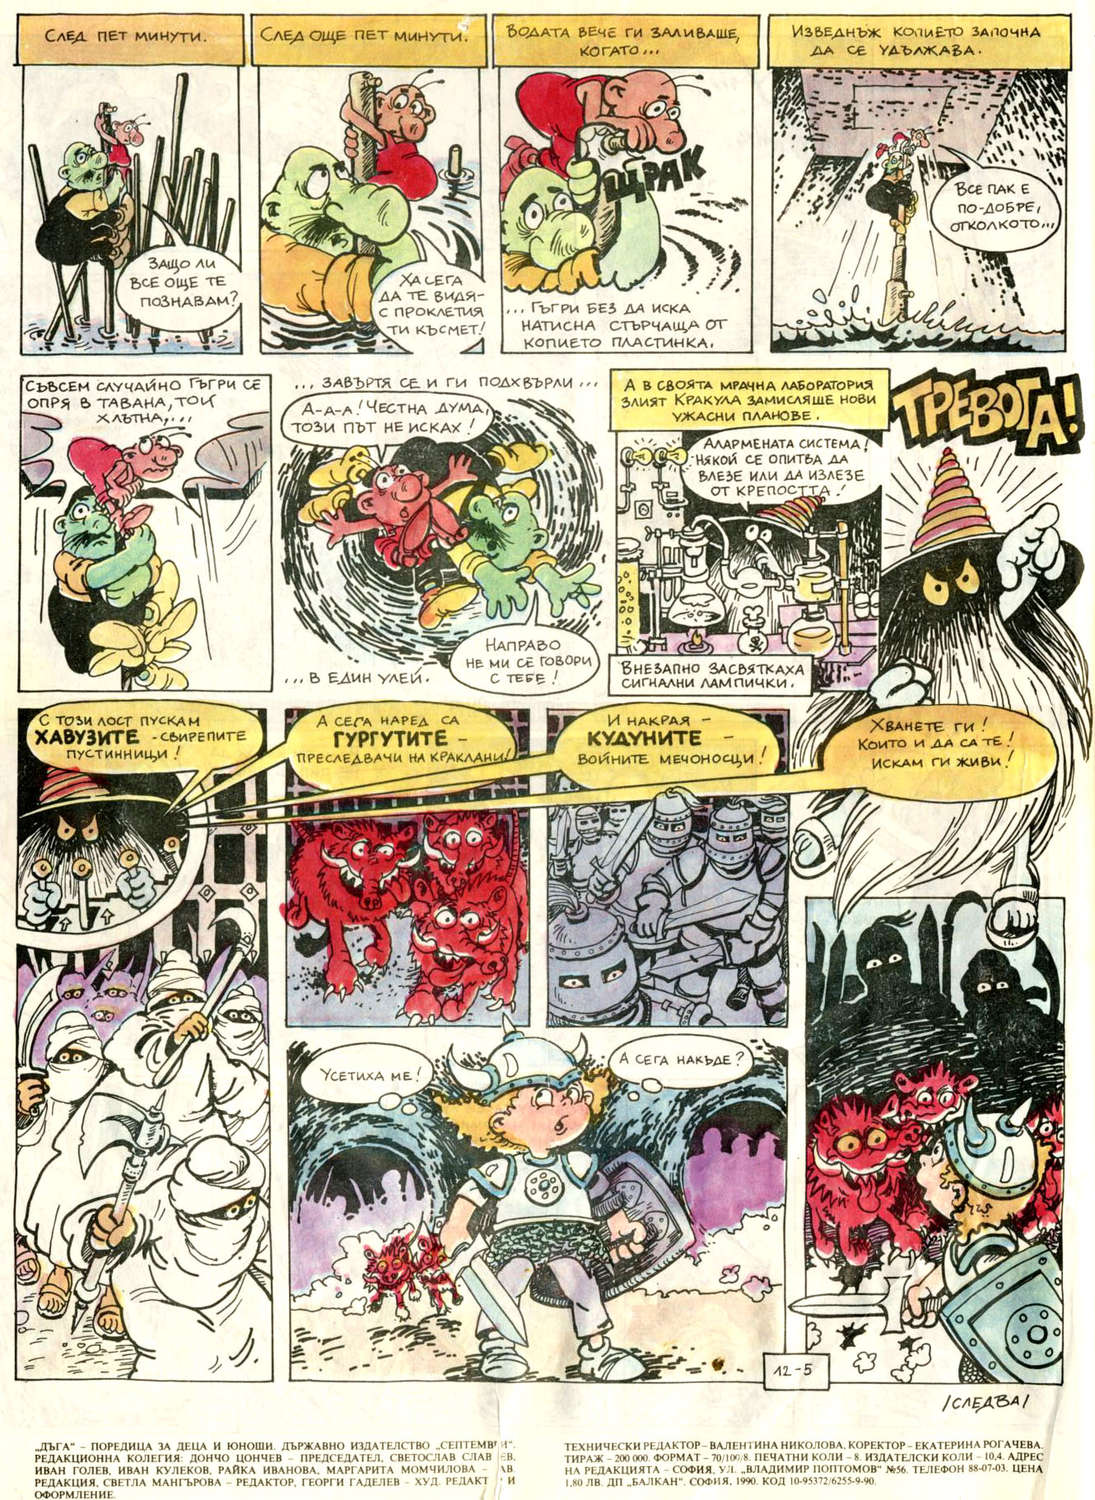 СЛЕД ПЕТ МИНУТИ.
ЗАЩО ЛИ
ВСЕ ОЩЕ ТЕ
ПОЗНАВАМ?
СЛЕД ОЩЕ ПЕТ МИНУТИ.
ХА СЕГА
ДА ТЕ ВИДЯ-
С ПРОКЛЕТИЯ
ТИ КЪСМЕТ!
ВОДАТА ВЕЧЕ ГИ ЗАЛИВАШЕ,
КОГАТО...
ЩРАК
...ГЪГРИ БЕЗ ДА ИСКА
НАТИСНА СТЪРЧАЩА ОТ
КОПИЕТО ПЛАСТИНКА.
ИЗВЕДНЪЖ КОПИЕТО ЗАПОЧНА
ДА СЕ УДЪЛЖАВА.
ВСЕ ПАК Е
ПО-ДОБРЕ,
ОТКОЛКОТО...
СЪВСЕМ СЛУЧАЙНО ГЪГРИ СЕ
ОПРЯ В ТАВАНА, ТОЙ
ХЛЪТНА,...
...ЗАВЪРТЯ СЕ И ГИ ПОДХВЪРЛИ...
А-А-А! ЧЕСТНА ДУМА,
ТОЗИ ПЪТ НЕ ИСКАХ!
НАПРАВО
НЕ МИ СЕ ГОВОРИ
С ТЕБЕ!
...В ЕДИН УЛЕЙ.
А В СВОЯТА МРАЧНА ЛАБОРАТОРИЯ
ЗЛИЯТ КРАКУЛА ЗАМИСЛЯШЕ НОВИ
УЖАСНИ ПЛАНОВЕ.
АЛАРМЕНАТА СИСТЕМА!
НЯКОЙ СЕ ОПИТВА ДА
ВЛЕЗЕ ИЛИ ДА ИЗЛЕЗЕ
ОТ КРЕПОСТТА!
ВНЕЗАПНО ЗАСВЯТКАХА
СИГНАЛНИ ЛАМПИЧКИ.
ТРЕВОГА!
С ТОЗИ ЛОСТ ПУСКАМ
ХАВУЗИТЕ - СВИРЕПИТЕ
ПУСТИННИЦИ!
А СЕГА НАРЕД СА
ГУРГУТИТЕ -
ПРЕСЛЕДВАЧИ НА КРАКЛАНИ!
И НАКРАЯ -
КУДУНИТЕ -
ВОЙНИТЕ МЕЧОНОСЦИ!
ХВАНЕТЕ ГИ!
КОИТО И ДА СА ТЕ!
ИСКАМ ГИ ЖИВИ!
УСЕТИХА МЕ!
А СЕГА НАКЪДЕ?
12-5
/СЛЕДВА/
„ДЪГА“ – ПОРЕДИЦА ЗА ДЕЦА И ЮНОШИ. ДЪРЖАВНО ИЗДАТЕЛСТВО „СЕПТЕМВРИ“.
РЕДАКЦИОННА КОЛЕГИЯ: ДОНЧО ЦОНЧЕВ – ПРЕДСЕДАТЕЛ, СВЕТОСЛАВ СЛАВ ЕВ,
ИВАН ГОЛЕВ, ИВАН КУЛЕКОВ, РАЙКА ИВАНОВА, МАРГАРИТА МОМЧИЛОВА –
РЕДАКЦИЯ, СВЕТЛА МАНГЪРОВА – РЕДАКТОР, ГЕОРГИ ГАДЕЛЕВ – ХУД. РЕДАКТ И
ОФОРМЛЕНИЕ.
ТЕХНИЧЕСКИ РЕДАКТОР – ВАЛЕНТИНА НИКОЛОВА. КОРЕКТОР – ЕКАТЕРИНА РОГАЧЕВА.
ТИРАЖ – 200 000. ФОРМАТ – 70/100/8. ПЕЧАТНИ КОЛИ – 8. ИЗДАТЕЛСКИ КОЛИ – 10,4. АДРЕС
НА РЕДАКЦИЯТА – СОФИЯ, УЛ. „ВЛАДИМИР ПОПТОМОВ“ №56. ТЕЛЕФОН 88-07-03. ЦЕНА
1,80 ЛВ. ДП „БАЛКАН“. СОФИЯ, 1990. КОД 10-95372/6255-9-90.